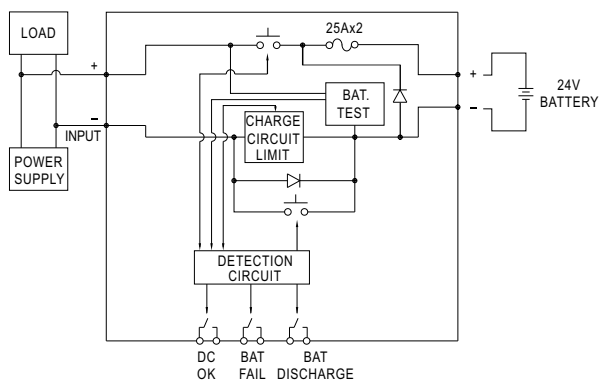 LOAD
25Ax2
+
+
24V
BATTERY
BAT.
TEST
CHARGE
CIRCUIT
LIMIT
−
−
INPUT
POWER
SUPPLY
DETECTION
CIRCUIT
DC
OK
BAT
FAIL
BAT
DISCHARGE